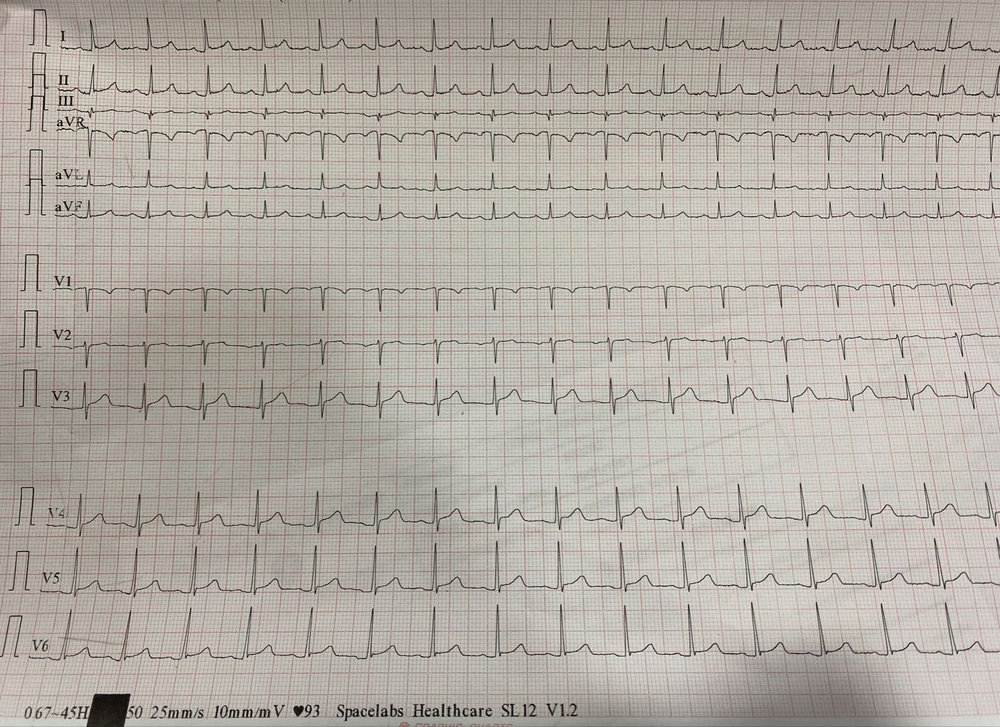 I
II
III
aVR
aVL
aVF
V1
V2
V3
V4
V5
V6
0 67~45H 50 25mm/s 10mm/mV ♥93 Spacelabs Healthcare SL12 V1.2